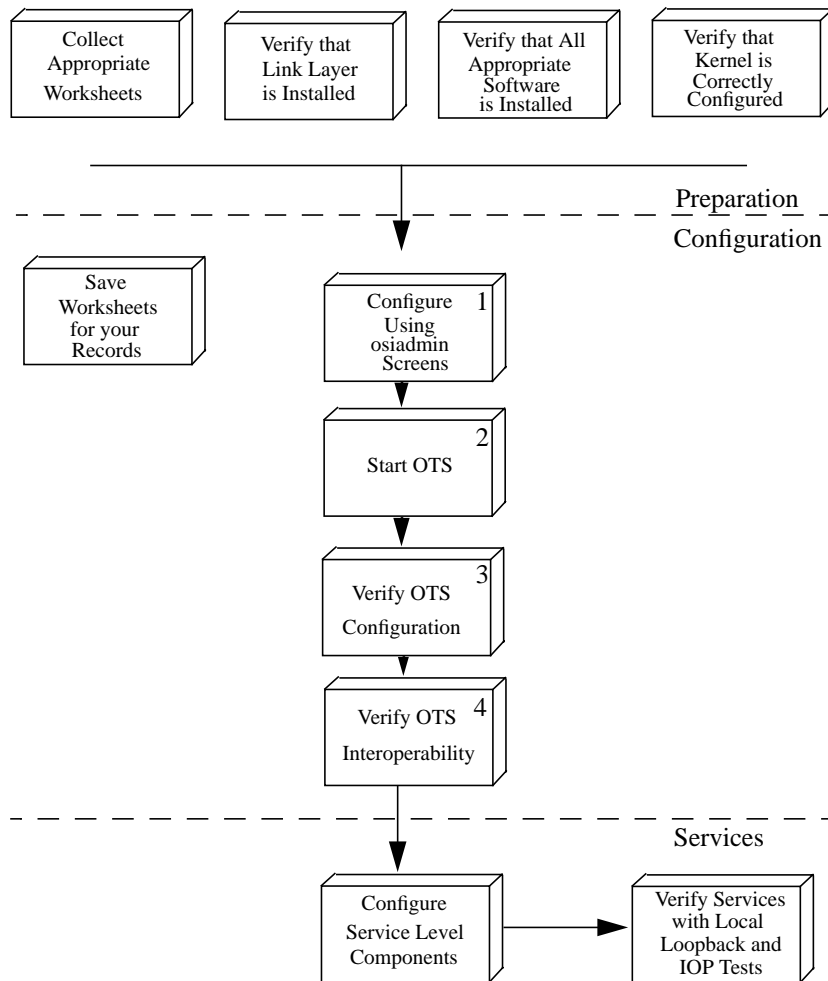 Collect
Appropriate
Worksheets
Verify that
Link Layer
is Installed
Verify that All
Appropriate
Software
is Installed
Verify that
Kernel is
Correctly
Configured
Preparation
Configuration
Save
Worksheets
for your
Records
1
Configure
Using
osiadmin
Screens
2
Start OTS
3
Verify OTS
Configuration
4
Verify OTS
Interoperability
Services
Configure
Service Level
Components
Verify Services
with Local
Loopback and
IOP Tests